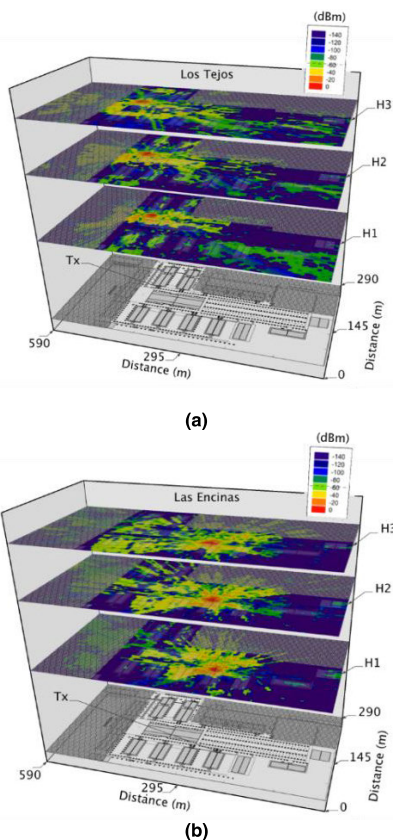 (dBm)
-140
-120
-100
-80
-60
-40
-20
0
Los Tejos
H3
H2
H1
Tx
290
145
0
590
295
Distance (m)
Distance (m)
(a)
(dBm)
-140
-120
-100
-80
-60
-40
-20
0
Las Encinas
H3
H2
H1
Tx
290
145
0
590
295
Distance (m)
Distance (m)
(b)